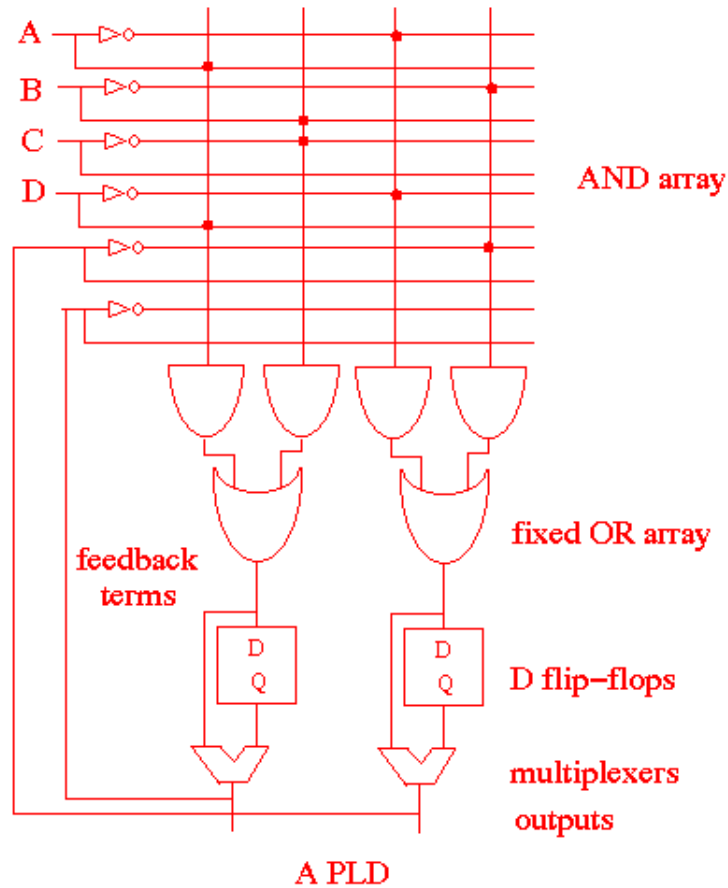 A
B
C
D
AND array
fixed OR array
feedback
terms
D
Q
D
Q
D flip-flops
multiplexers
outputs
A PLD